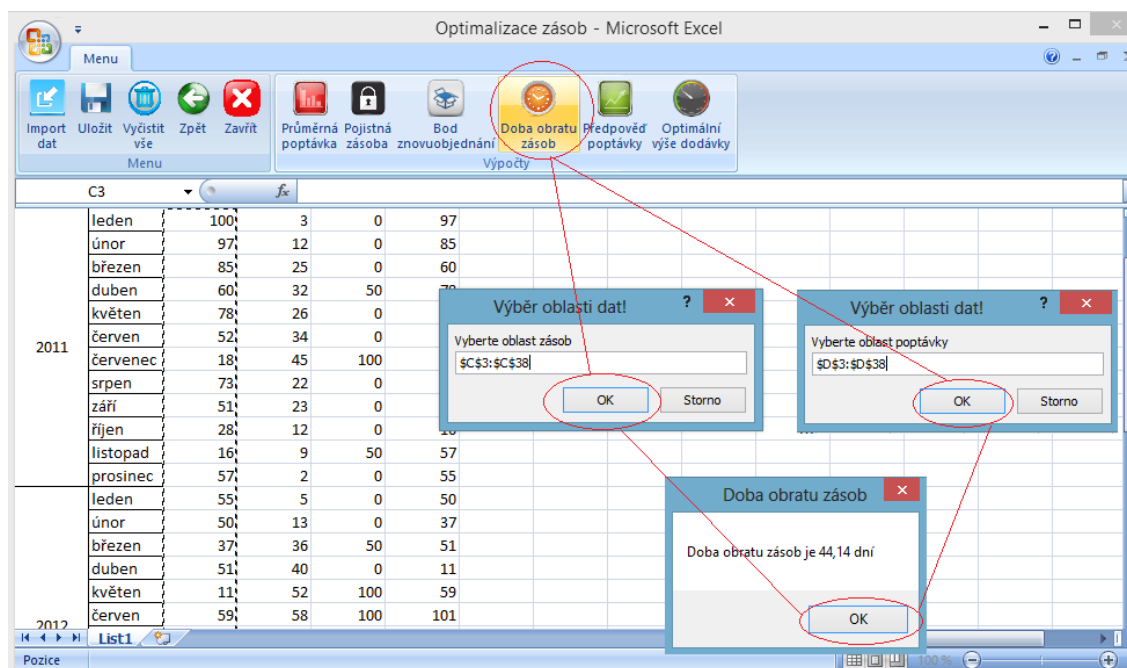 Optimalizace zásob - Microsoft Excel
Menu
Import dat
Uložit
Vyčistit vše
Zpět
Zavřít
Průměrná poptávka
Pojistná zásoba
Bod znovuobjednání
Doba obratu zásob
Předpověď poptávky
Optimální výše dodávky
Menu
Výpočty
C3
fx
2011
leden 100 3 0 97
únor 97 12 0 85
březen 85 25 0 60
duben 60 32 50
květen 78 26 0
červen 52 34 0
červenec 18 45 100
srpen 73 22 0
září 51 23 0
říjen 28 12 0
listopad 16 9 50 57
prosinec 57 2 0 55
leden 55 5 0 50
únor 50 13 0 37
březen 37 36 50 51
duben 51 40 0 11
květen 11 52 100 59
červen 59 58 100 101
2012
Výběr oblasti dat!
? ×
Vyberte oblast zásob
$C$3:$C$38
OK
Storno
Výběr oblasti dat!
? ×
Vyberte oblast poptávky
$D$3:$D$38
OK
Storno
Doba obratu zásob
×
Doba obratu zásob je 44,14 dní
OK
List1
Pozice
100 %